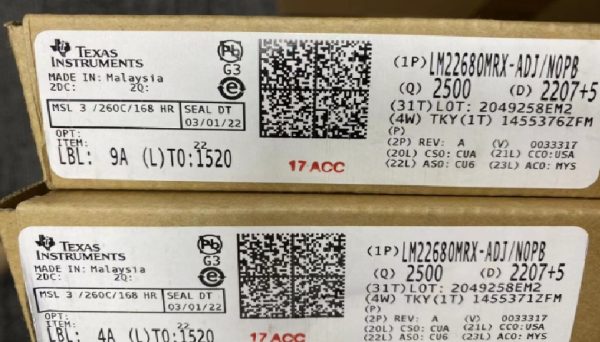 TEXAS
INSTRUMENTS
MADE IN: Malaysia
2DC: 2Q:
MSL 3 /260C/168 HR
SEAL DT
03/01/22
OPT:
ITEM: 22
LBL: 9A (L)TO:1520
Pb
G3
e
17 ACC
(1P) LM22680MRX-ADJ/NOPB
(Q) 2500 (D) 2207+5
(31T)LOT: 2049258EM2
(4W) TKY(1T) 1455376ZFM
(P)
(2P) REV: A (V) 0033317
(20L) CSO: CUA (21L) CCO:USA
(22L) ASO: CU6 (23L) ACO: MYS
TEXAS
INSTRUMENTS
MADE IN: Malaysia
2DC: 2Q:
MSL 3 /260C/168 HR
SEAL DT
03/01/22
OPT:
ITEM: 22
LBL: 4A (L)TO:1520
Pb
G3
e
17 ACC
(1P) LM22680MRX-ADJ/NOPB
(Q) 2500 (D) 2207+5
(31T)LOT: 2049258EM2
(4W) TKY(1T) 1455371ZFM
(P)
(2P) REV: A (V) 0033317
(20L) CSO: CUA (21L) CCO:USA
(22L) ASO: CU6 (23L) ACO: MYS